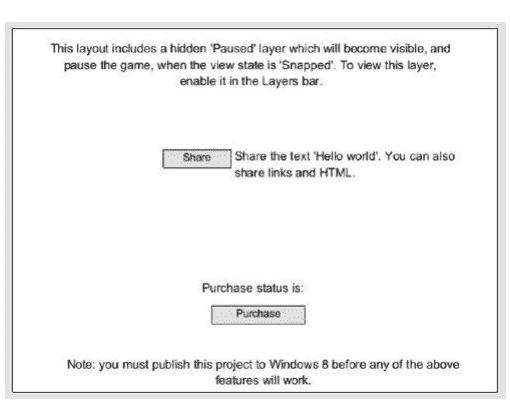 This layout includes a hidden 'Paused' layer which will become visible, and
pause the game, when the view state is 'Snapped'. To view this layer,
enable it in the Layers bar.
Share
Share the text 'Hello world'. You can also
share links and HTML.
Purchase status is:
Purchase
Note: you must publish this project to Windows 8 before any of the above
features will work.